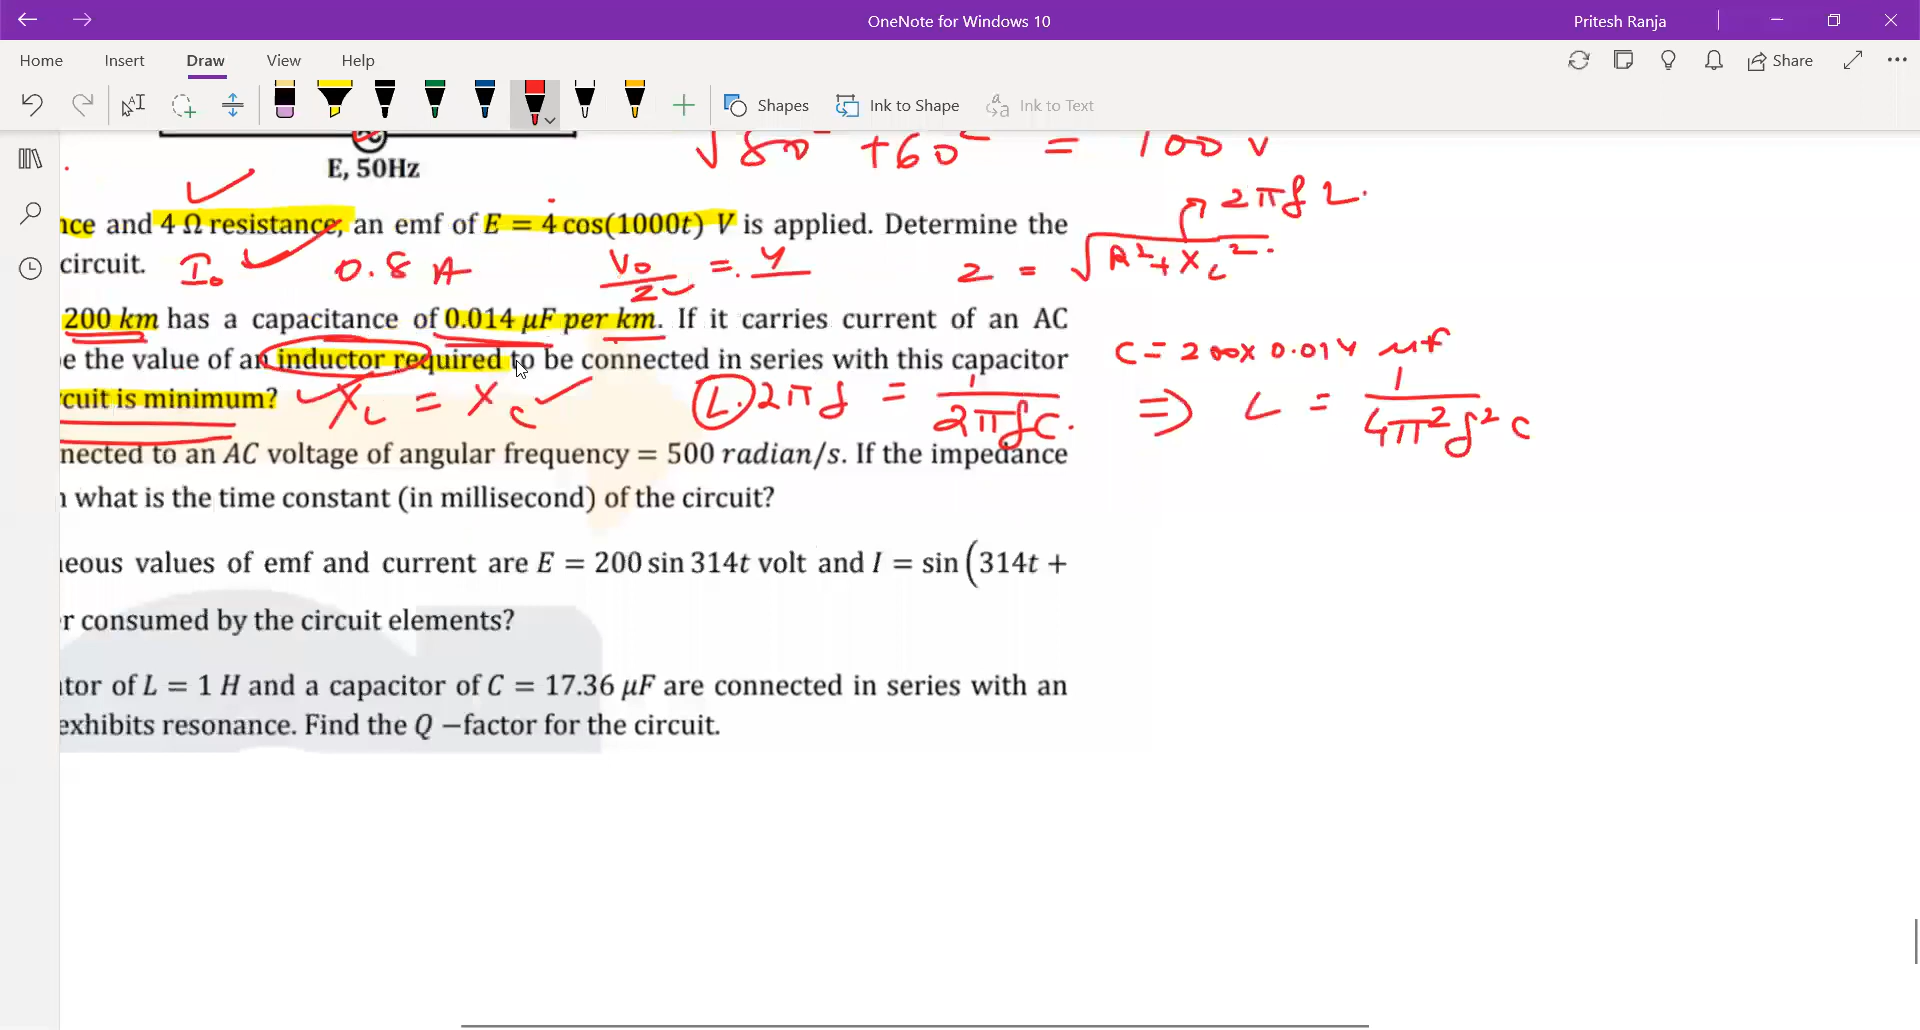 OneNote for Windows 10
Pritesh Ranja
Home Insert Draw View Help
Share
Shapes
Ink to Shape
Ink to Text
√80² + 60² = 100 V
E, 50Hz
2πfL.
nce and 4 Ω resistance, an emf of E = 4 cos(1000t) V is applied. Determine the
circuit. I₀ 0.8 A V₀/Z = 4/ Z = √R² + X_L²
200 km has a capacitance of 0.014 μF per km. If it carries current of an AC
C = 200 x 0.014 μf
e the value of an inductor required to be connected in series with this capacitor
cuit is minimum? X_L = X_C L.2πf = 1/2πfC. ⇒ L = 1/4π²f²C
nected to an AC voltage of angular frequency = 500 radian/s. If the impedance
n what is the time constant (in millisecond) of the circuit?
neous values of emf and current are E = 200 sin 314t volt and I = sin (314t +
r consumed by the circuit elements?
tor of L = 1 H and a capacitor of C = 17.36 μF are connected in series with an
exhibits resonance. Find the Q −factor for the circuit.